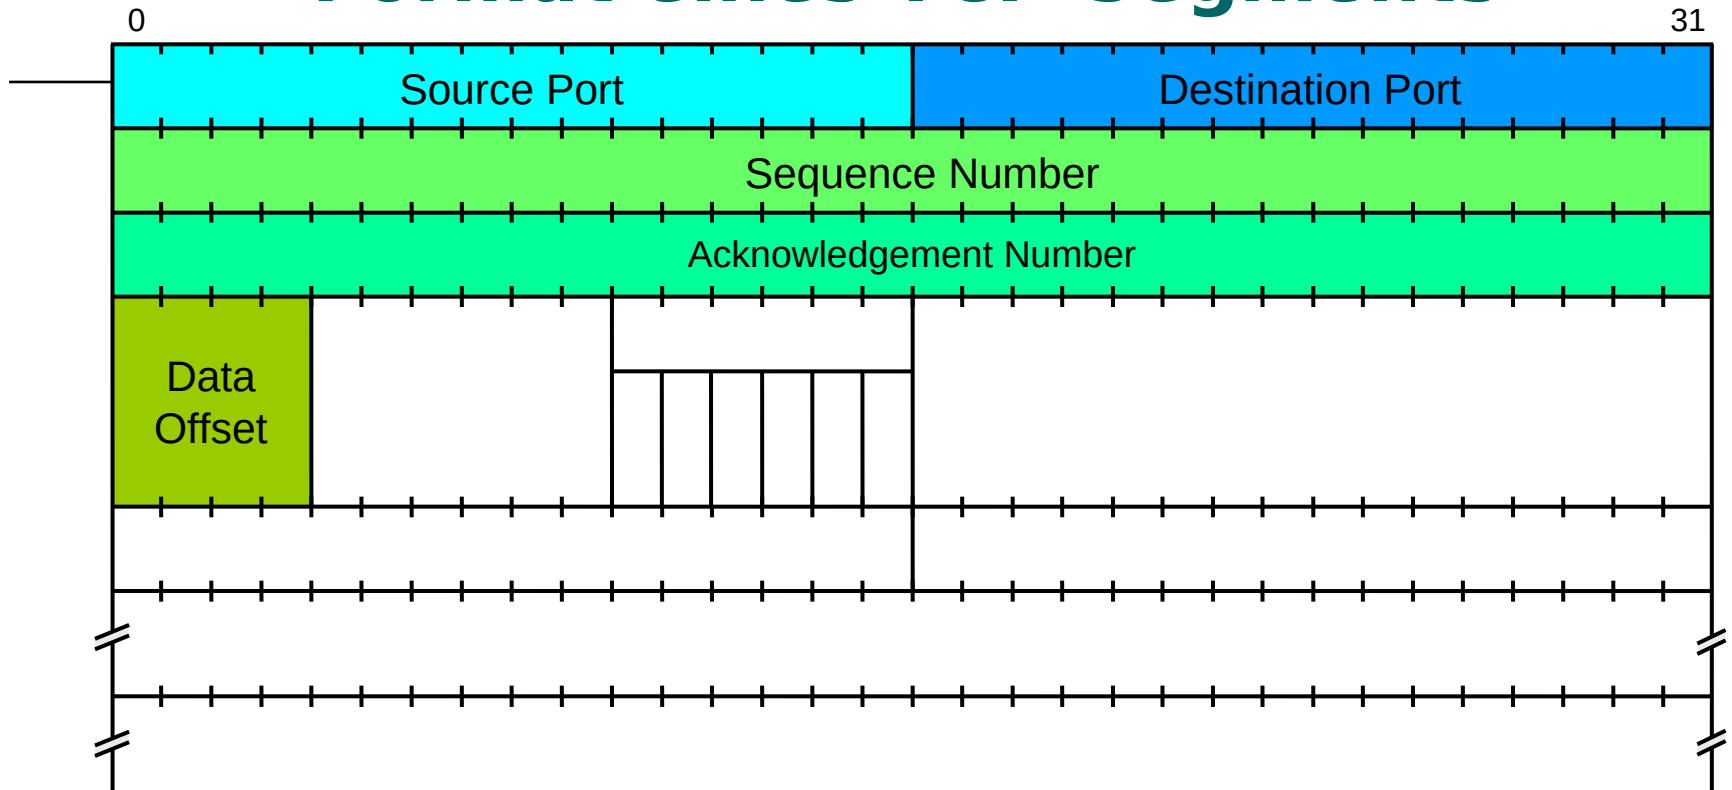 0
31
Source Port
Destination Port
Sequence Number
Acknowledgement Number
Data
Offset